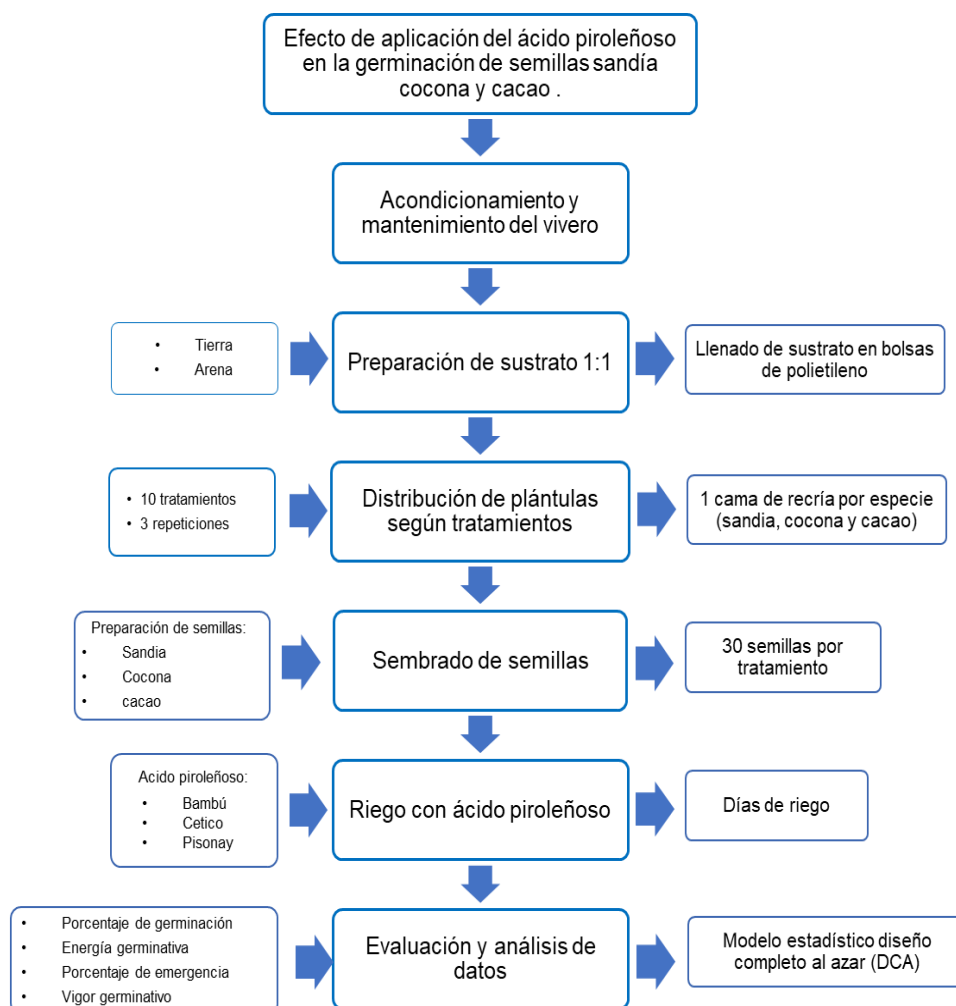 Efecto de aplicación del ácido piroleñoso
en la germinación de semillas sandía
cocona y cacao .
Acondicionamiento y
mantenimiento del vivero
• Tierra
• Arena
Preparación de sustrato 1:1
Llenado de sustrato en bolsas
de polietileno
• 10 tratamientos
• 3 repeticiones
Distribución de plántulas
según tratamientos
1 cama de recría por especie
(sandia, cocona y cacao)
Preparación de semillas:
• Sandia
• Cocona
• cacao
Sembrado de semillas
30 semillas por
tratamiento
Acido piroleñoso:
• Bambú
• Cetico
• Pisonay
Riego con ácido piroleñoso
Días de riego
• Porcentaje de germinación
• Energía germinativa
• Porcentaje de emergencia
• Vigor germinativo
Evaluación y análisis de
datos
Modelo estadístico diseño
completo al azar (DCA)